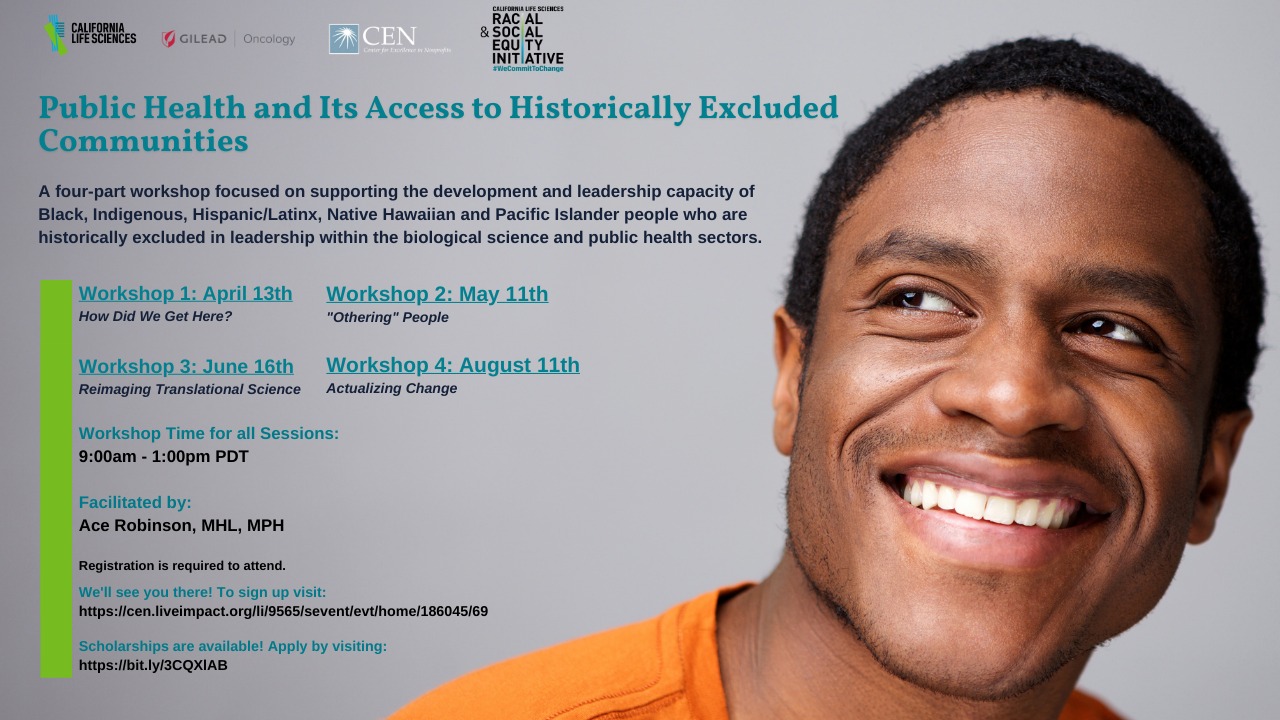 CALIFORNIA
LIFE SCIENCES
GILEAD | Oncology
CEN
Center for Excellence in Nonprofits
CALIFORNIA LIFE SCIENCES
RACIAL
& SOCIAL
EQUITY
INITIATIVE
#WeCommitToChange
Public Health and Its Access to Historically Excluded
Communities
A four-part workshop focused on supporting the development and leadership capacity of
Black, Indigenous, Hispanic/Latinx, Native Hawaiian and Pacific Islander people who are
historically excluded in leadership within the biological science and public health sectors.
Workshop 1: April 13th
How Did We Get Here?
Workshop 2: May 11th
"Othering" People
Workshop 3: June 16th
Reimaging Translational Science
Workshop 4: August 11th
Actualizing Change
Workshop Time for all Sessions:
9:00am - 1:00pm PDT
Facilitated by:
Ace Robinson, MHL, MPH
Registration is required to attend.
We'll see you there! To sign up visit:
https://cen.liveimpact.org/li/9565/sevent/evt/home/186045/69
Scholarships are available! Apply by visiting:
https://bit.ly/3CQXlAB